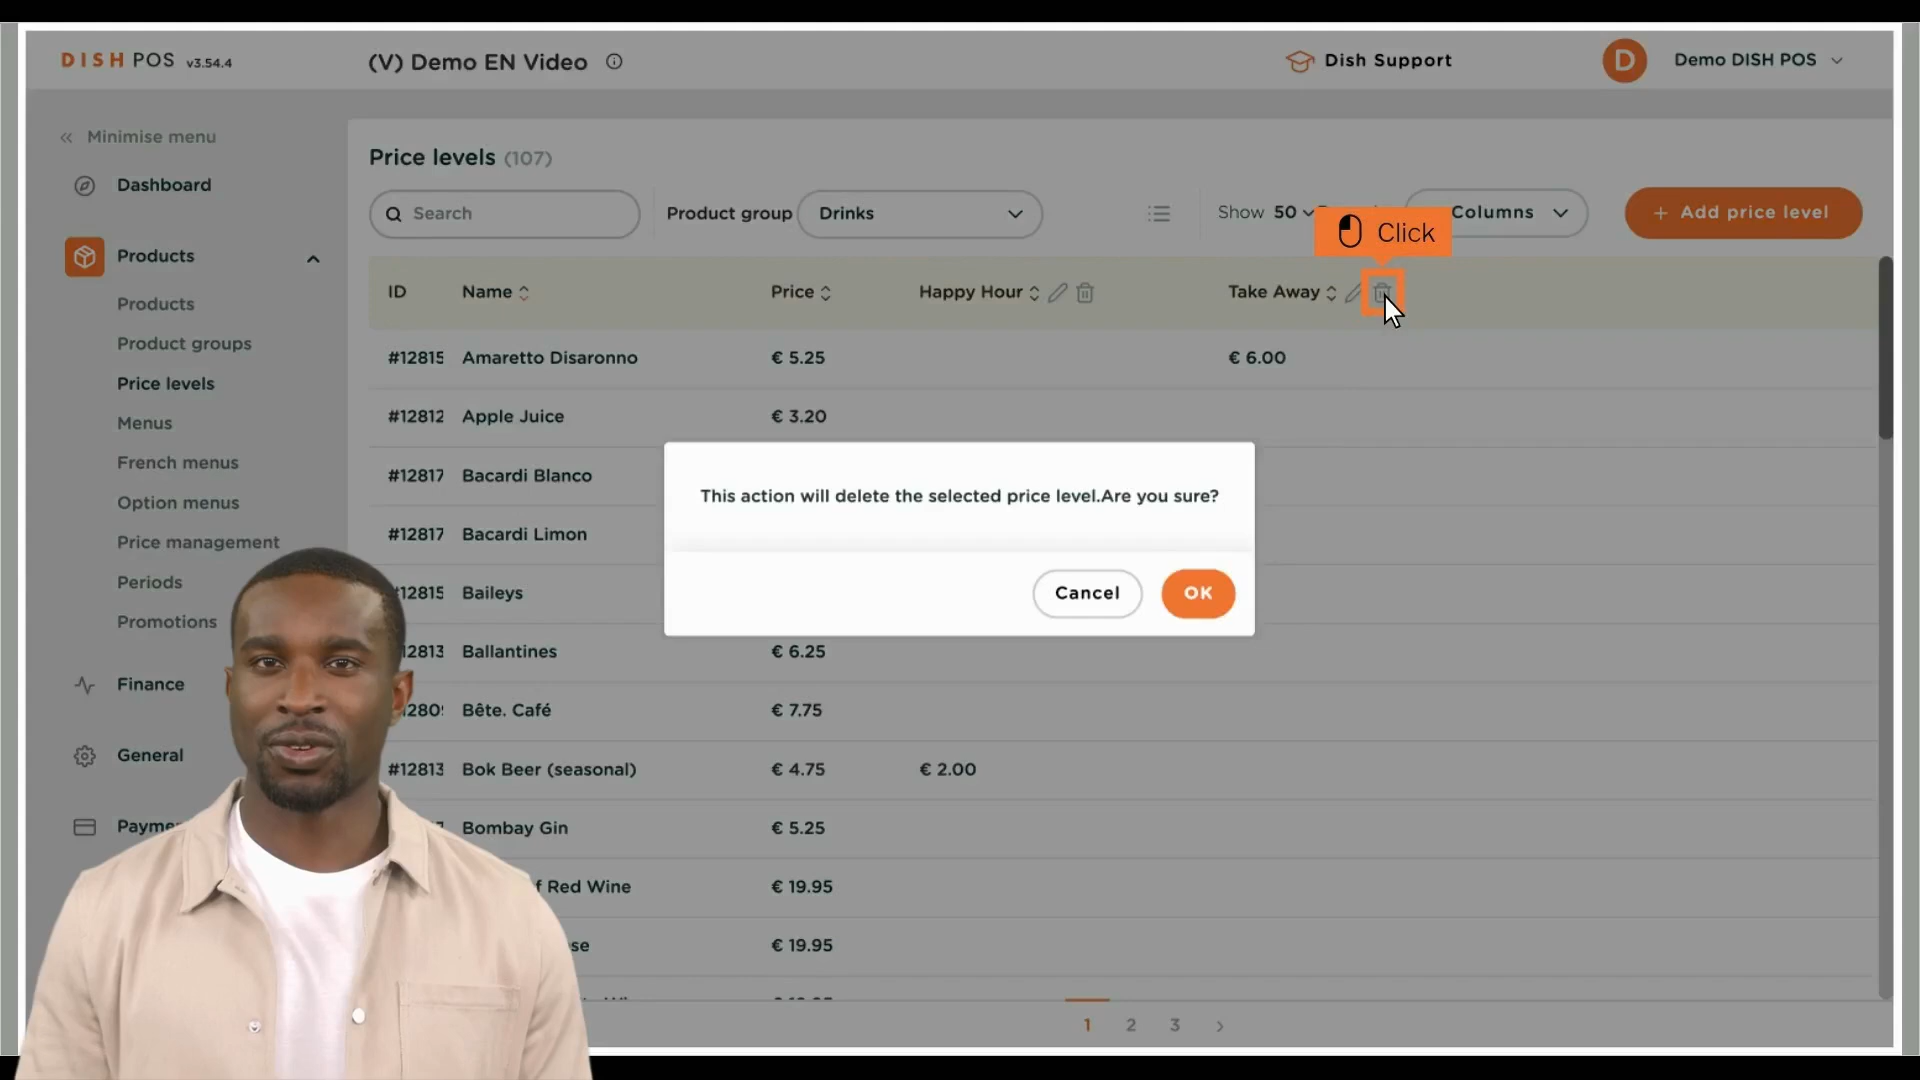 DISH POS v3.54.4
(V) Demo EN Video
Dish Support
D
Demo DISH POS
Minimise menu
Dashboard
Products
Products
Product groups
Price levels
Menus
French menus
Option menus
Price management
Periods
Promotions
Finance
General
Price levels (107)
Search
Product group
Drinks
Show 50
Columns
+ Add price level
Click
ID Name Price Happy Hour Take Away
#12815 Amaretto Disaronno € 5.25 € 6.00
#12812 Apple Juice € 3.20
#12817 Bacardi Blanco
#12817 Bacardi Limon
12815 Baileys
12813 Ballantines € 6.25
Bête. Café € 7.75
#12813 Bok Beer (seasonal) € 4.75 € 2.00
Bombay Gin € 5.25
f Red Wine € 19.95
€ 19.95
This action will delete the selected price level.Are you sure?
Cancel
OK
1 2 3